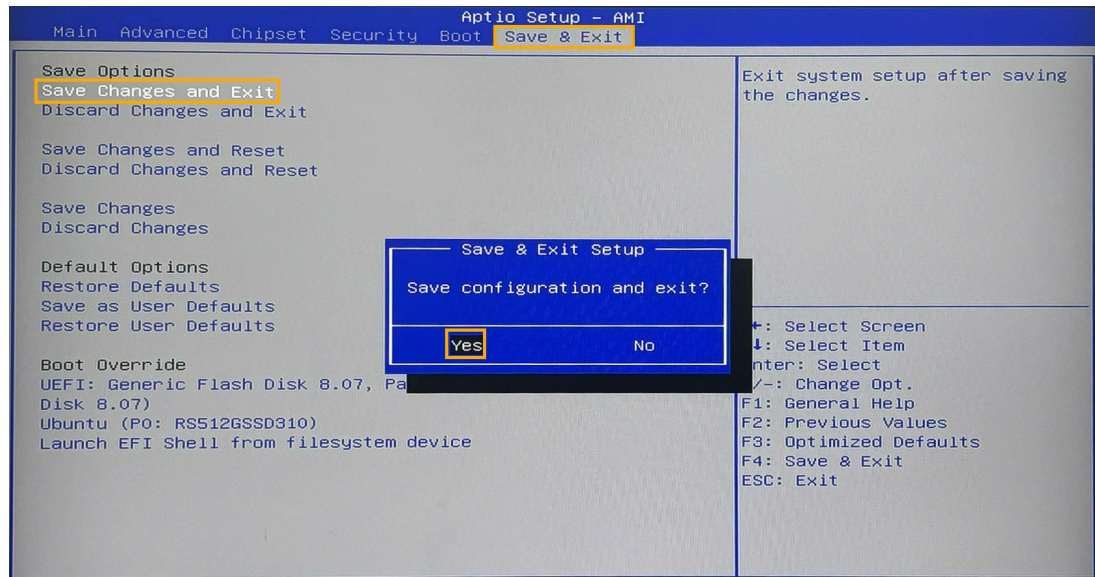 Aptio Setup – AMI
Main Advanced Chipset Security Boot Save & Exit
Save Options
Save Changes and Exit
Discard Changes and Exit
Save Changes and Reset
Discard Changes and Reset
Save Changes
Discard Changes
Default Options
Restore Defaults
Save as User Defaults
Restore User Defaults
Boot Override
UEFI: Generic Flash Disk 8.07, Pa
Disk 8.07)
Ubuntu (P0: RS512GSSD310)
Launch EFI Shell from filesystem device
Save & Exit Setup
Save configuration and exit?
Yes No
Exit system setup after saving
the changes.
←: Select Screen
↓: Select Item
nter: Select
/-: Change Opt.
F1: General Help
F2: Previous Values
F3: Optimized Defaults
F4: Save & Exit
ESC: Exit